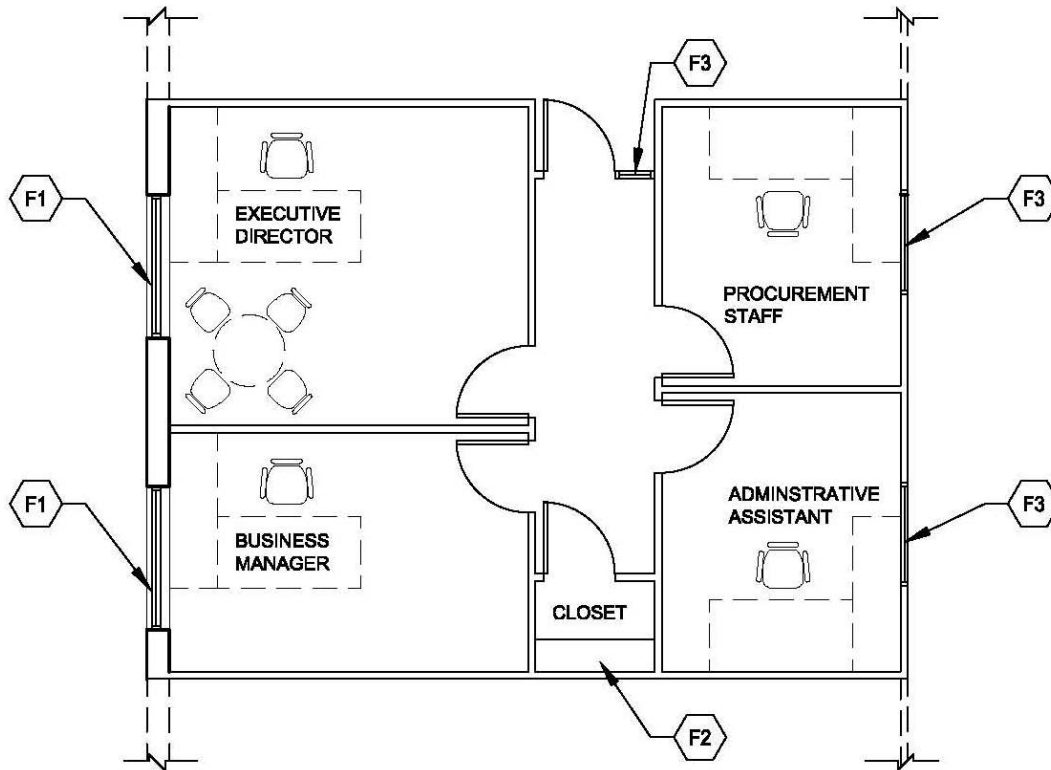 F3
F1
EXECUTIVE
DIRECTOR
F3
PROCUREMENT
STAFF
F1
BUSINESS
MANAGER
ADMINSTRATIVE
ASSISTANT
F3
CLOSET
F2